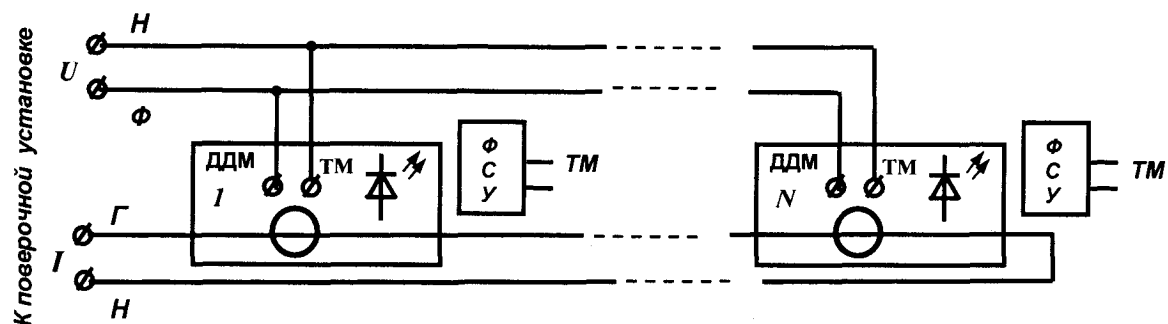 К поверочной установке
Н
U
Ф
ДДМ
ТМ
1
Ф
С
У
ТМ
ДДМ
ТМ
N
Ф
С
У
ТМ
Г
I
Н